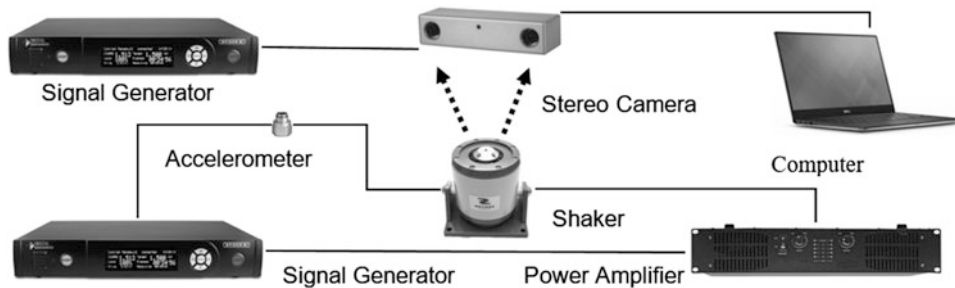 Signal Generator
Stereo Camera
Accelerometer
Computer
Shaker
Signal Generator
Power Amplifier